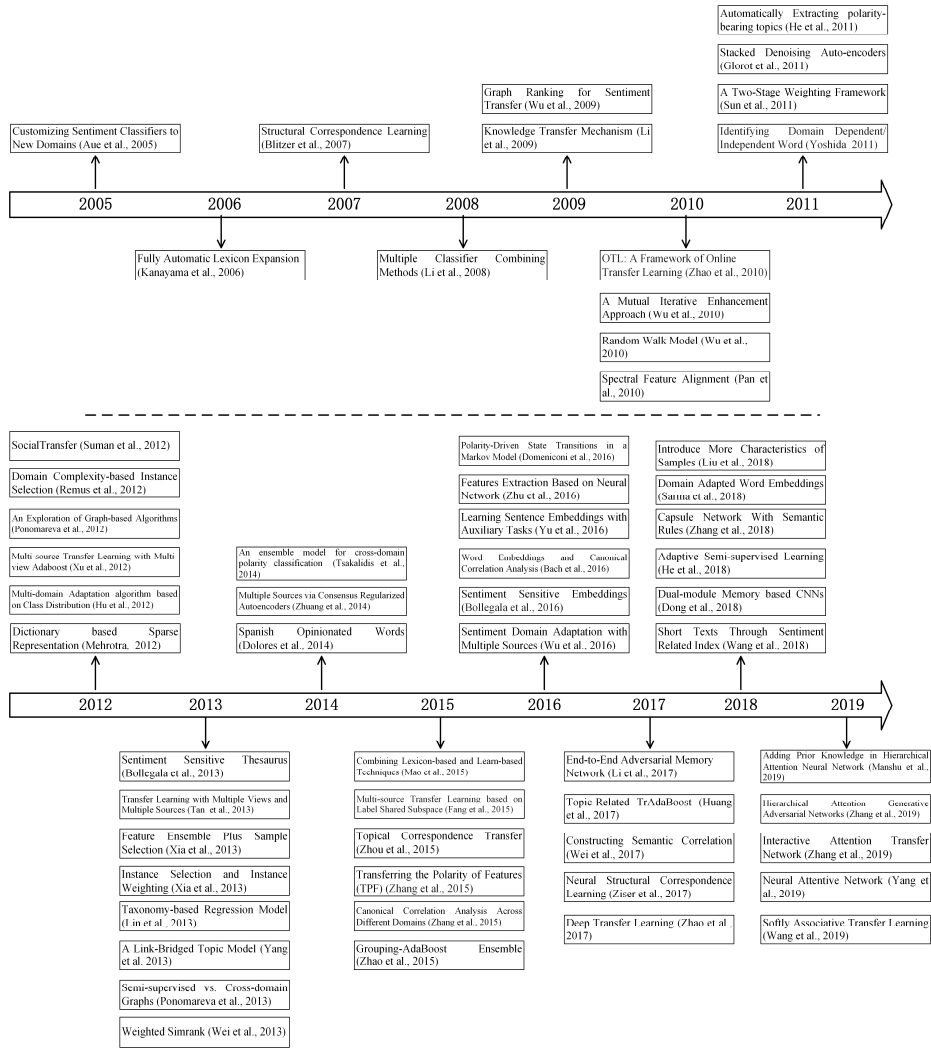 Automatically Extracting polarity-
bearing topics (He et al., 2011)
Stacked Denoising Auto-encoders
(Glorot et al., 2011)
A Two-Stage Weighting Framework
(Sun et al., 2011)
Identifying Domain Dependent/
Independent Word (Yoshida 2011)
Graph Ranking for Sentiment
Transfer (Wu et al., 2009)
Knowledge Transfer Mechanism (Li
et al., 2009)
Structural Correspondence Learning
(Blitzer et al., 2007)
Customizing Sentiment Classifiers to
New Domains (Aue et al., 2005)
2005 2006 2007 2008 2009 2010 2011
Fully Automatic Lexicon Expansion
(Kanayama et al., 2006)
Multiple Classifier Combining
Methods (Li et al., 2008)
OTL: A Framework of Online
Transfer Learning (Zhao et al., 2010)
A Mutual Iterative Enhancement
Approach (Wu et al., 2010)
Random Walk Model (Wu et al.,
2010)
Spectral Feature Alignment (Pan et
al., 2010)
SocialTransfer (Suman et al., 2012)
Domain Complexity-based Instance
Selection (Remus et al., 2012)
An Exploration of Graph-based Algorithms
(Ponomareva et al., 2012)
Multi source Transfer Learning with Multi
view Adaboost (Xu et al., 2012)
Multi-domain Adaptation algorithm based
on Class Distribution (Hu et al., 2012)
Dictionary based Sparse
Representation (Mehrotra, 2012)
An ensemble model for cross-domain
polarity classification (Tsakalidis et al.,
2014)
Multiple Sources via Consensus Regularized
Autoencoders (Zhuang et al., 2014)
Spanish Opinionated Words
(Dolores et al., 2014)
Polarity-Driven State Transitions in a
Markov Model (Domeniconi et al., 2016)
Features Extraction Based on Neural
Network (Zhu et al., 2016)
Learning Sentence Embeddings with
Auxiliary Tasks (Yu et al., 2016)
Word Embeddings and Canonical
Correlation Analysis (Bach et al., 2016)
Sentiment Sensitive Embeddings
(Bollegala et al., 2016)
Sentiment Domain Adaptation with
Multiple Sources (Wu et al., 2016)
Introduce More Characteristics of
Samples (Liu et al., 2018)
Domain Adapted Word Embeddings
(Sarma et al., 2018)
Capsule Network With Semantic
Rules (Zhang et al., 2018)
Adaptive Semi-supervised Learning
(He et al., 2018)
Dual-module Memory based CNNs
(Dong et al., 2018)
Short Texts Through Sentiment
Related Index (Wang et al., 2018)
2012 2013 2014 2015 2016 2017 2018 2019
Sentiment Sensitive Thesaurus
(Bollegala et al., 2013)
Transfer Learning with Multiple Views and
Multiple Sources (Tan et al., 2013)
Feature Ensemble Plus Sample
Selection (Xia et al., 2013)
Instance Selection and Instance
Weighting (Xia et al., 2013)
Taxonomy-based Regression Model
(Lin et al., 2013)
A Link-Bridged Topic Model (Yang
et al. 2013)
Semi-supervised vs. Cross-domain
Graphs (Ponomareva et al., 2013)
Weighted Simrank (Wei et al., 2013)
Combining Lexicon-based and Learn-based
Techniques (Mao et al., 2015)
Multi-source Transfer Learning based on
Label Shared Subspace (Fang et al., 2015)
Topical Correspondence Transfer
(Zhou et al., 2015)
Transferring the Polarity of Features
(TPF) (Zhang et al., 2015)
Canonical Correlation Analysis Across
Different Domains (Zhang et al., 2015)
Grouping-AdaBoost Ensemble
(Zhao et al., 2015)
End-to-End Adversarial Memory
Network (Li et al., 2017)
Topic Related TrAdaBoost (Huang
et al., 2017)
Constructing Semantic Correlation
(Wei et al., 2017)
Neural Structural Correspondence
Learning (Ziser et al., 2017)
Deep Transfer Learning (Zhao et al.,
2017)
Adding Prior Knowledge in Hierarchical
Attention Neural Network (Manshu et al.,
2019)
Hierarchical Attention Generative
Adversarial Networks (Zhang et al., 2019)
Interactive Attention Transfer
Network (Zhang et al., 2019)
Neural Attentive Network (Yang et
al., 2019)
Softly Associative Transfer Learning
(Wang et al., 2019)